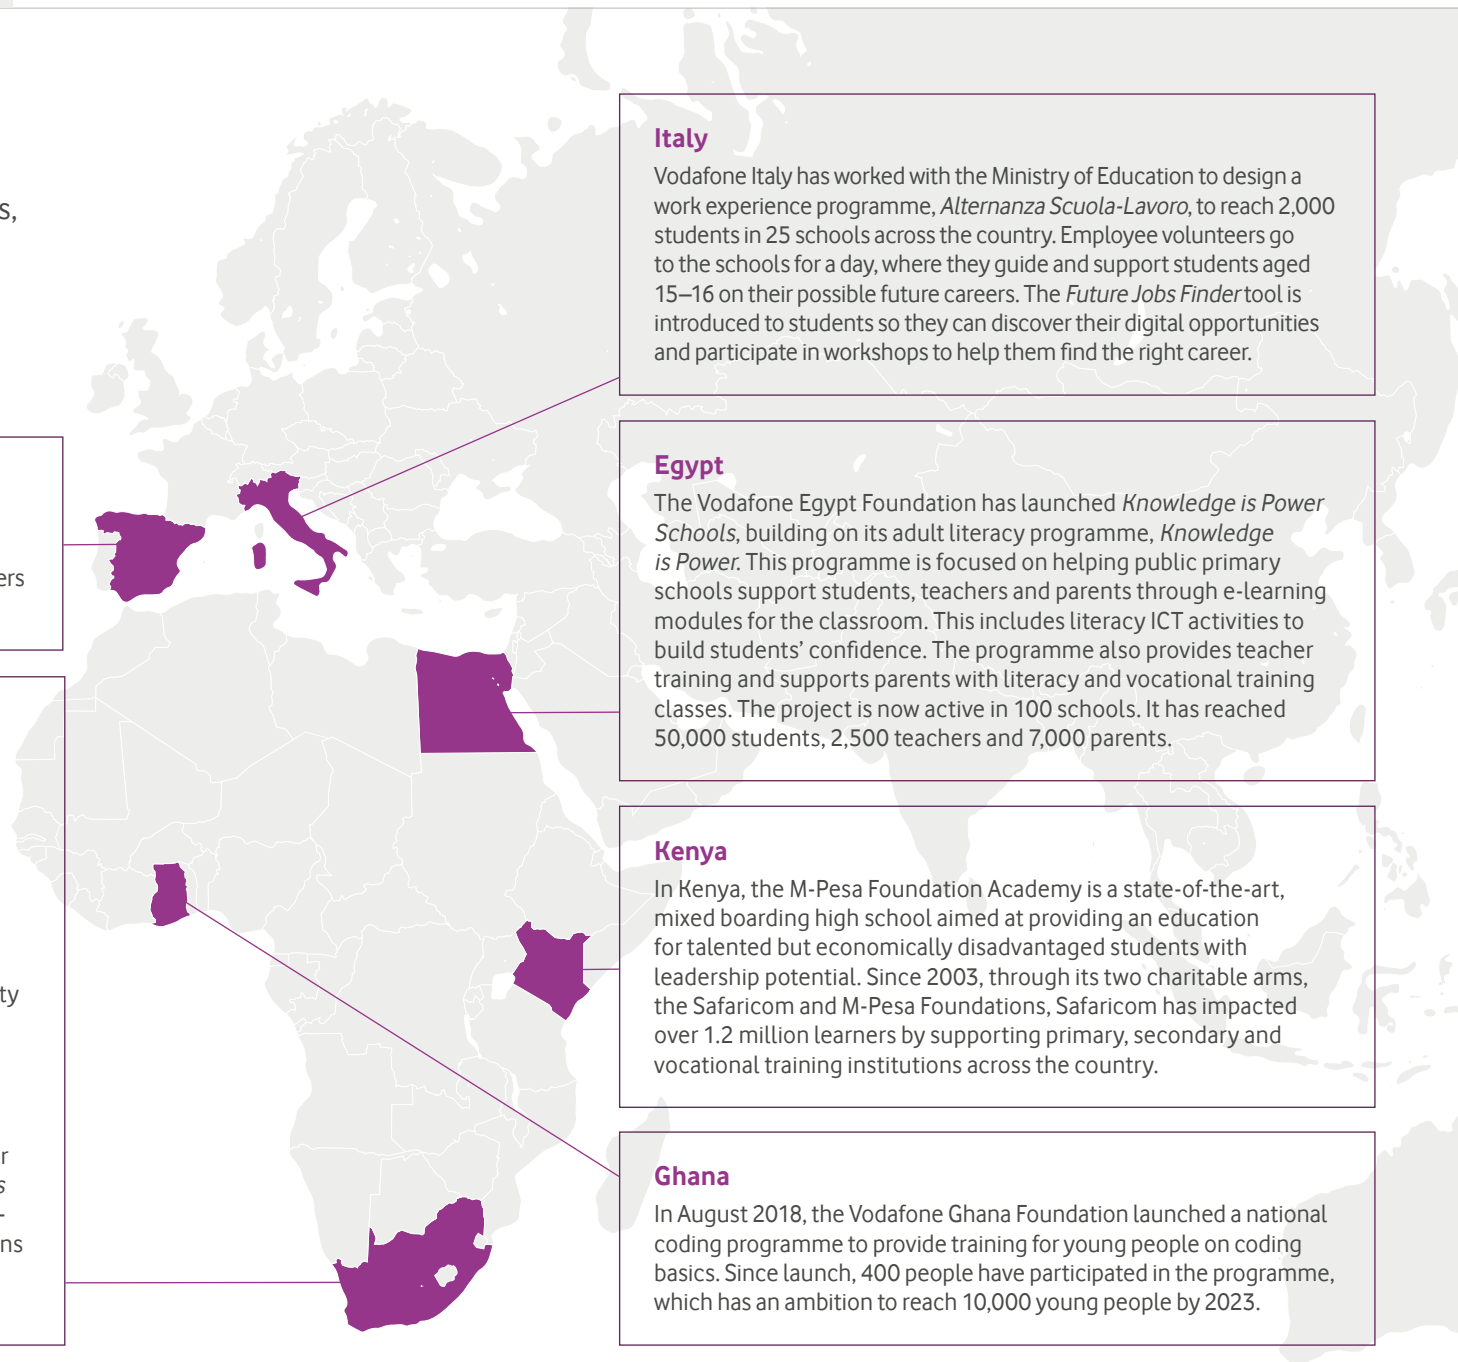 s,
ers
ty
r
s
-
ns
Italy
Vodafone Italy has worked with the Ministry of Education to design a
work experience programme, Alternanza Scuola-Lavoro, to reach 2,000
students in 25 schools across the country. Employee volunteers go
to the schools for a day, where they guide and support students aged
15–16 on their possible future careers. The Future Jobs Finder tool is
introduced to students so they can discover their digital opportunities
and participate in workshops to help them find the right career.
Egypt
The Vodafone Egypt Foundation has launched Knowledge is Power
Schools, building on its adult literacy programme, Knowledge
is Power. This programme is focused on helping public primary
schools support students, teachers and parents through e-learning
modules for the classroom. This includes literacy ICT activities to
build students’ confidence. The programme also provides teacher
training and supports parents with literacy and vocational training
classes. The project is now active in 100 schools. It has reached
50,000 students, 2,500 teachers and 7,000 parents.
Kenya
In Kenya, the M-Pesa Foundation Academy is a state-of-the-art,
mixed boarding high school aimed at providing an education
for talented but economically disadvantaged students with
leadership potential. Since 2003, through its two charitable arms,
the Safaricom and M-Pesa Foundations, Safaricom has impacted
over 1.2 million learners by supporting primary, secondary and
vocational training institutions across the country.
Ghana
In August 2018, the Vodafone Ghana Foundation launched a national
coding programme to provide training for young people on coding
basics. Since launch, 400 people have participated in the programme,
which has an ambition to reach 10,000 young people by 2023.